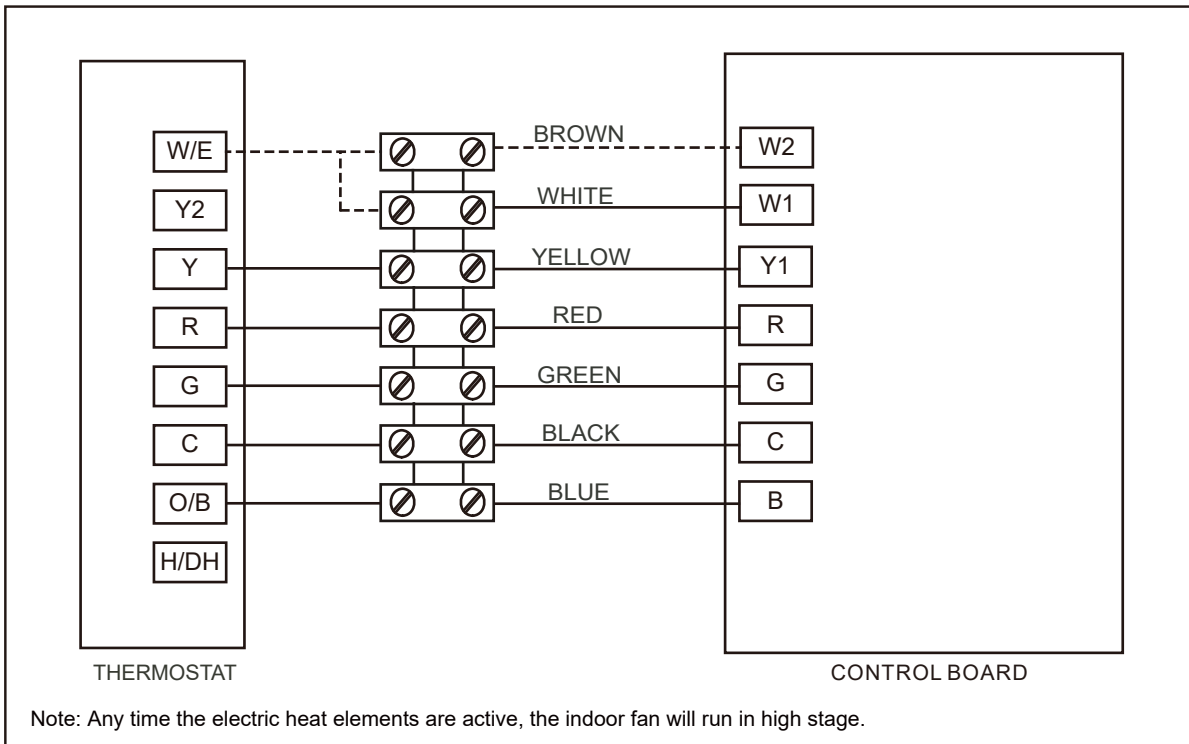 W/E BROWN W2
Y2 WHITE W1
Y YELLOW Y1
R RED R
G GREEN G
C BLACK C
O/B BLUE B
H/DH
THERMOSTAT CONTROL BOARD
Note: Any time the electric heat elements are active, the indoor fan will run in high stage.